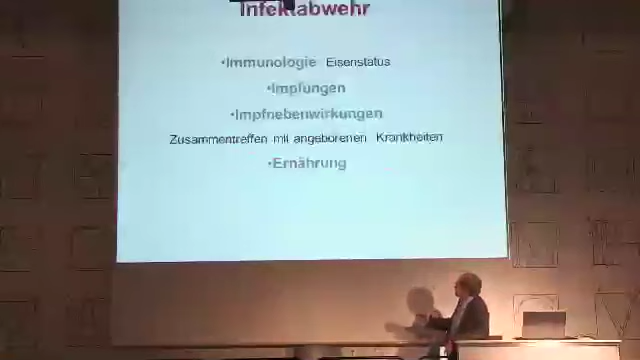 Infektabwehr
•Immunologie Eisenstatus
•Impfungen
•Impfnebenwirkungen
Zusammentreffen mit angeborenen Krankheiten
•Ernährung